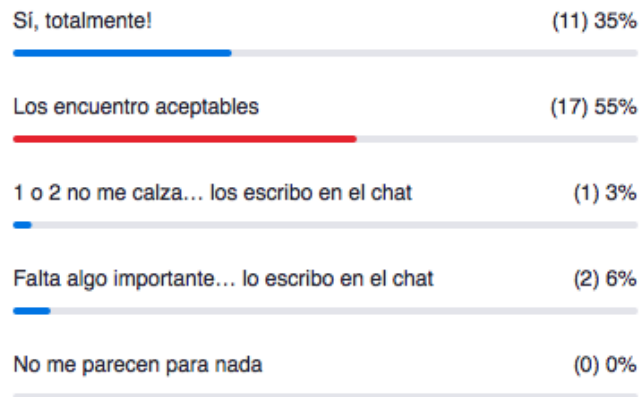 Sí, totalmente! (11) 35%
Los encuentro aceptables (17) 55%
1 o 2 no me calza... los escribo en el chat (1) 3%
Falta algo importante... lo escribo en el chat (2) 6%
No me parecen para nada (0) 0%